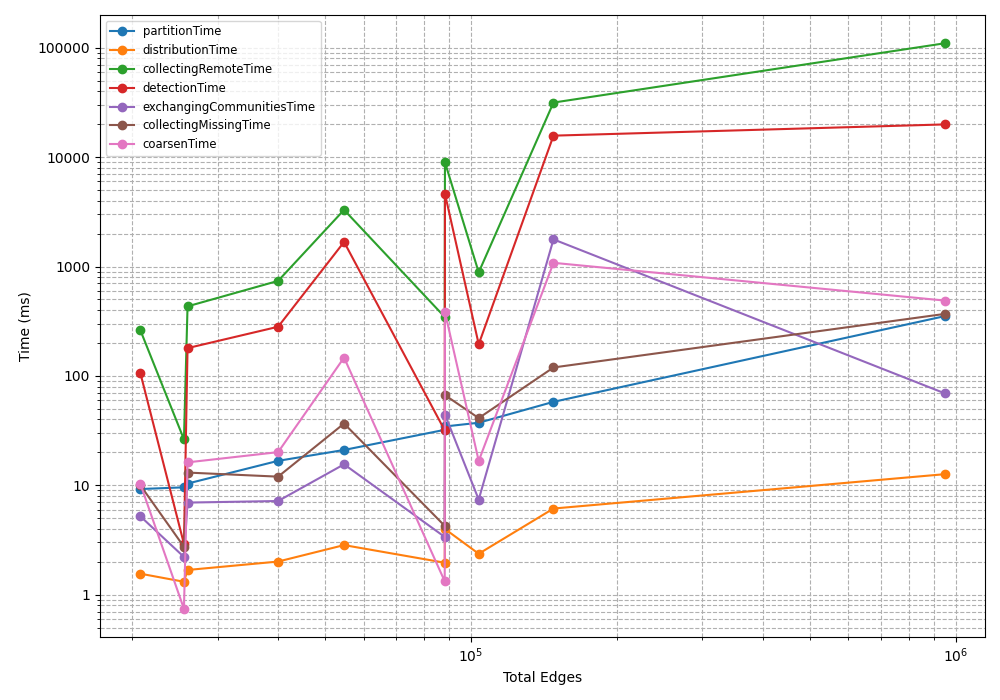 partitionTime
distributionTime
collectingRemoteTime
detectionTime
exchangingCommunitiesTime
collectingMissingTime
coarsenTime
100000
10000
1000
100
10
1
Time (ms)
10^5
10^6
Total Edges